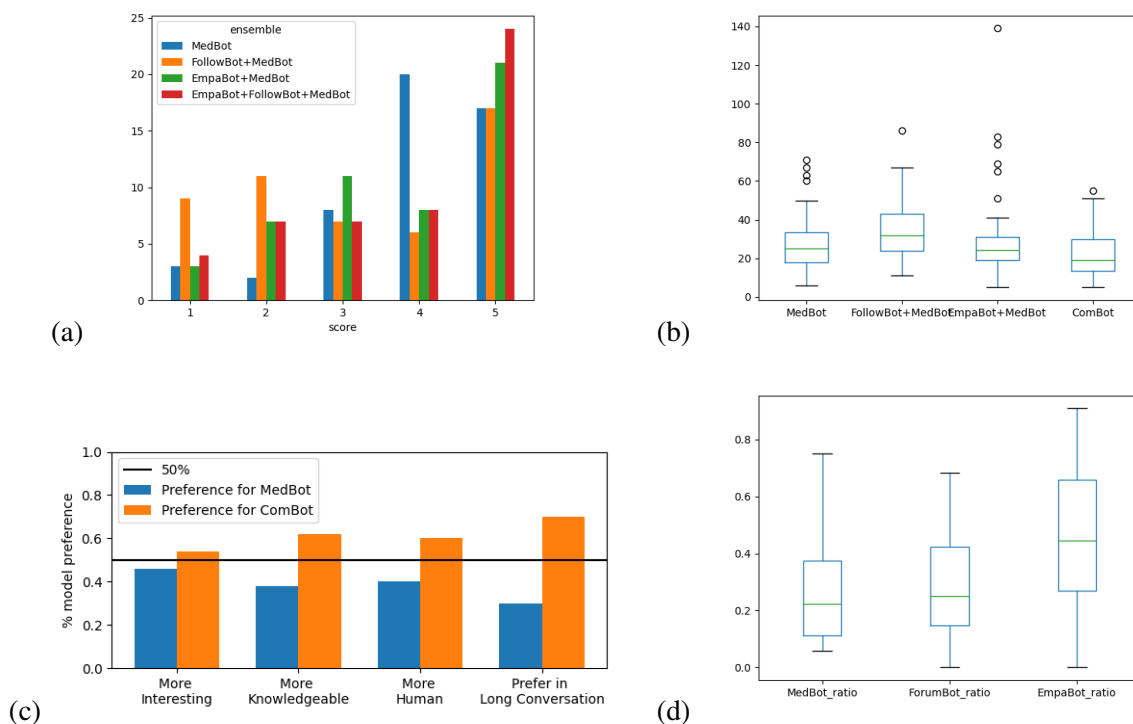 25
20
15
10
5
0
ensemble
MedBot
FollowBot+MedBot
EmpaBot+MedBot
EmpaBot+FollowBot+MedBot
1 2 3 4 5
score
(a)
140
120
100
80
60
40
20
0
MedBot FollowBot+MedBot EmpaBot+MedBot ComBot
(b)
% model preference
1.0
0.8
0.6
0.4
0.2
0.0
50%
Preference for MedBot
Preference for ComBot
More More More Prefer in
Interesting Knowledgeable Human Long Conversation
(c)
0.8
0.6
0.4
0.2
0.0
MedBot_ratio ForumBot_ratio EmpaBot_ratio
(d)